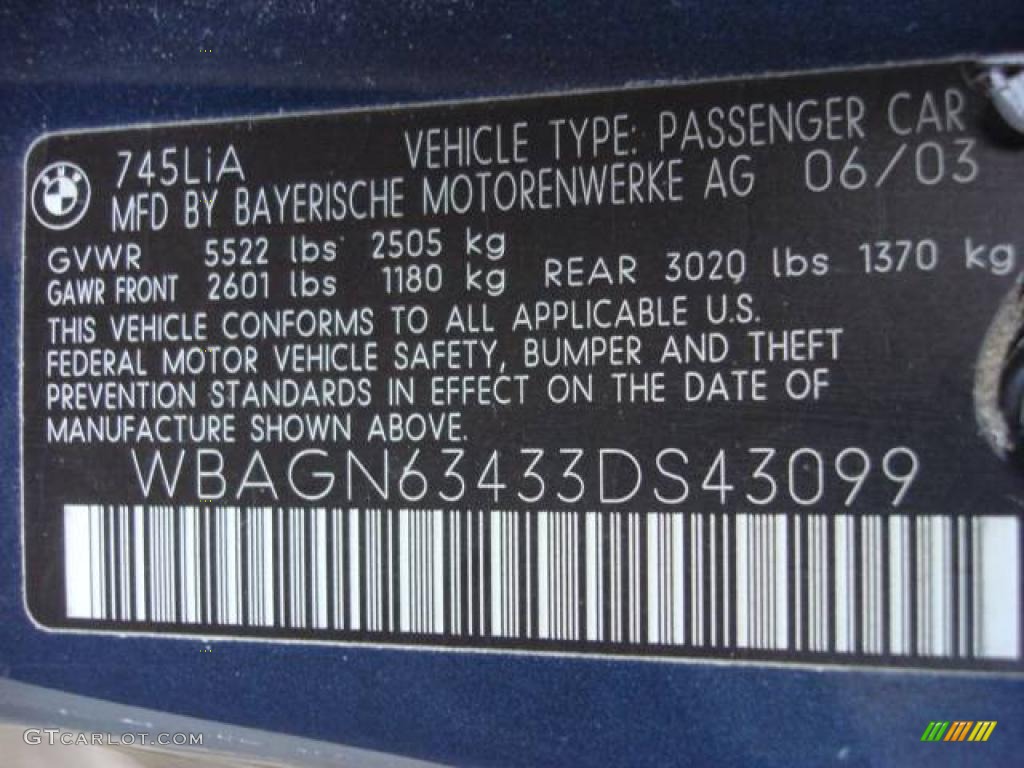 745LiA VEHICLE TYPE: PASSENGER CAR
MFD BY BAYERISCHE MOTORENWERKE AG 06/03
GVWR 5522 lbs 2505 kg
GAWR FRONT 2601 lbs 1180 kg REAR 3020 lbs 1370 kg
THIS VEHICLE CONFORMS TO ALL APPLICABLE U.S.
FEDERAL MOTOR VEHICLE SAFETY, BUMPER AND THEFT
PREVENTION STANDARDS IN EFFECT ON THE DATE OF
MANUFACTURE SHOWN ABOVE.
WBAGN63433DS43099
GTcarlot.com